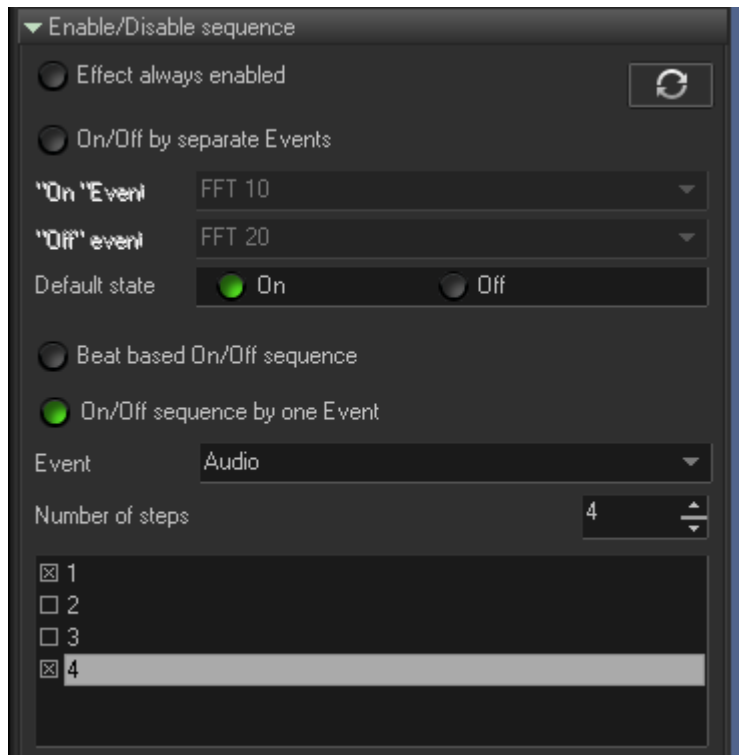 Enable/Disable sequence
Effect always enabled
On/Off by separate Events
"On "Event FFT 10
"Off" event FFT 20
Default state On Off
Beat based On/Off sequence
On/Off sequence by one Event
Event Audio
Number of steps 4
1
2
3
4